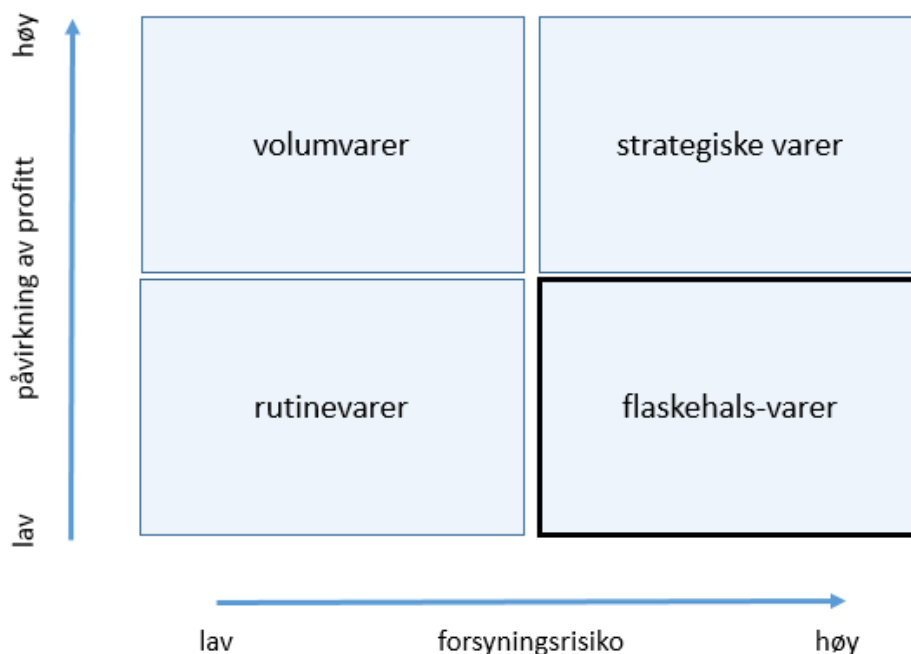 høy
volumvarer
strategiske varer
påvirkning av profitt
rutinevarer
flaskehals-varer
lav
lav
forsyningsrisiko
høy